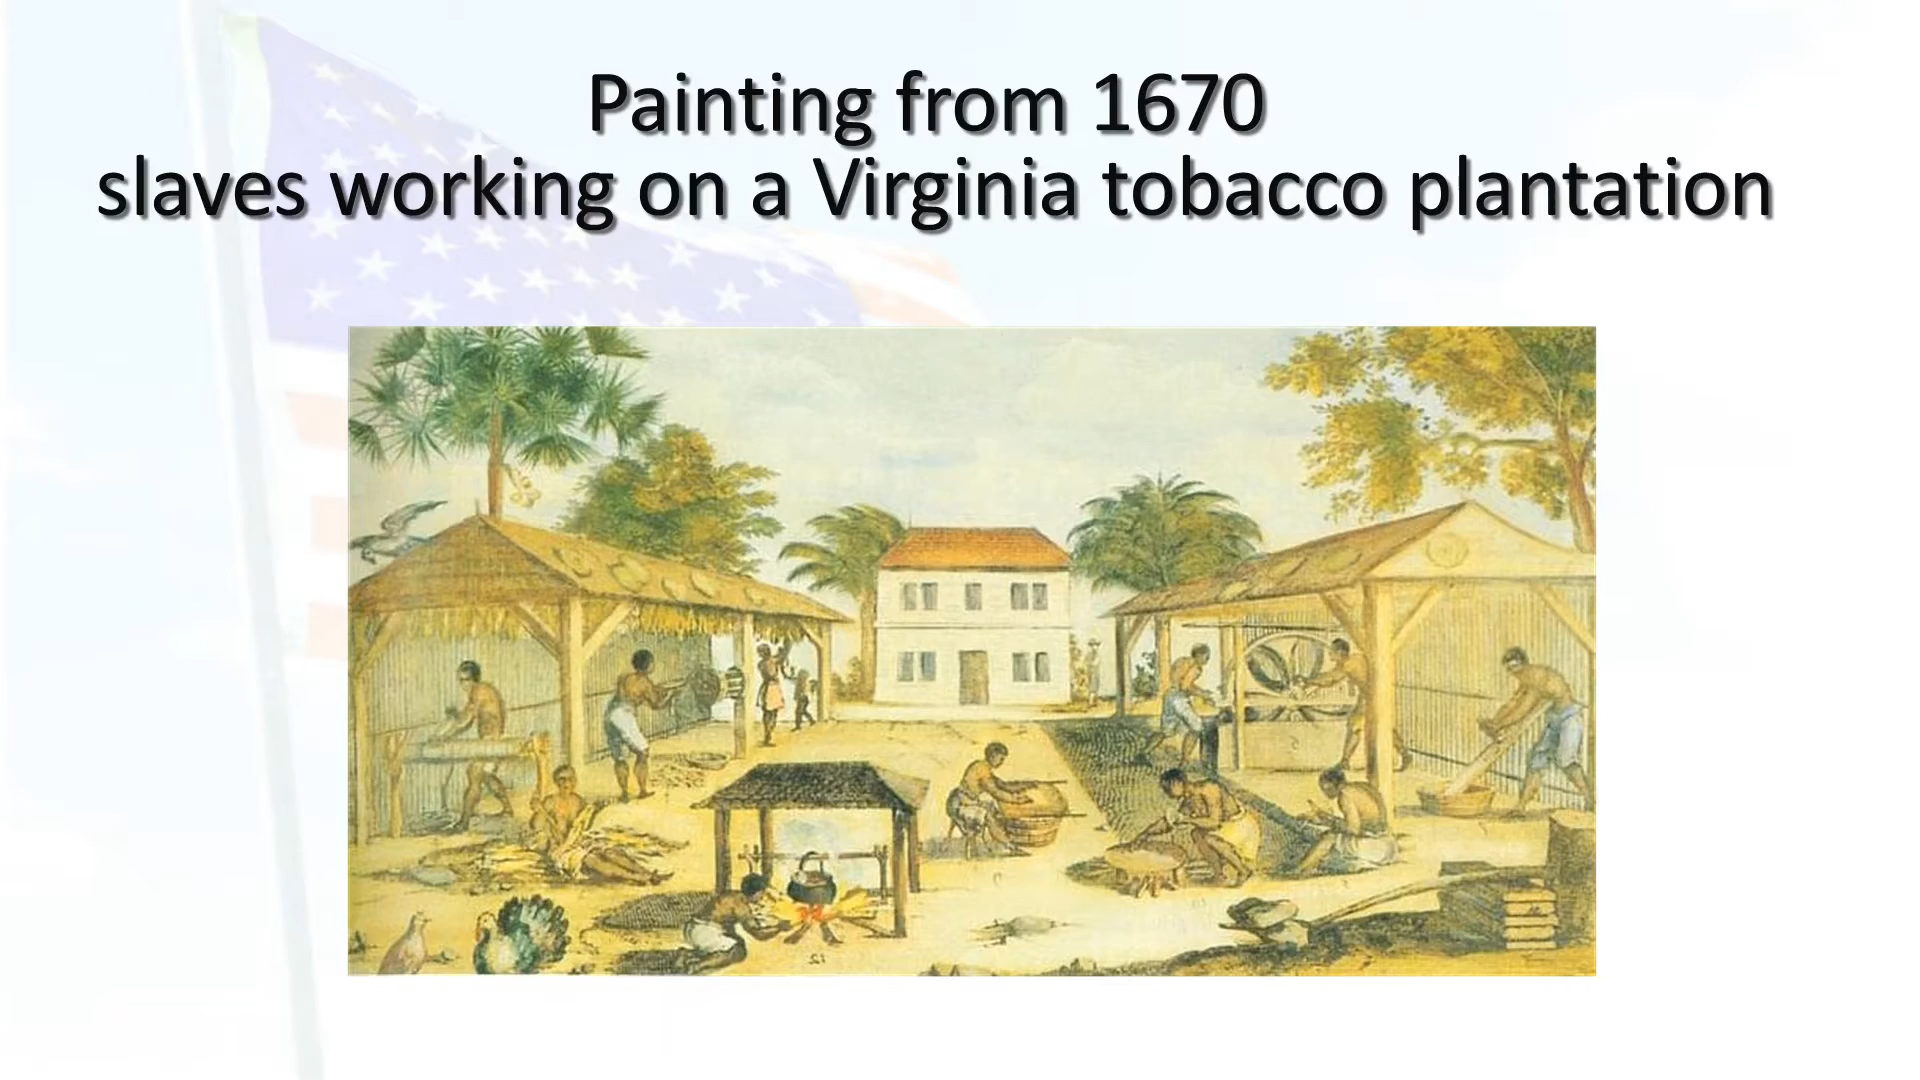 Painting from 1670
slaves working on a Virginia tobacco plantation